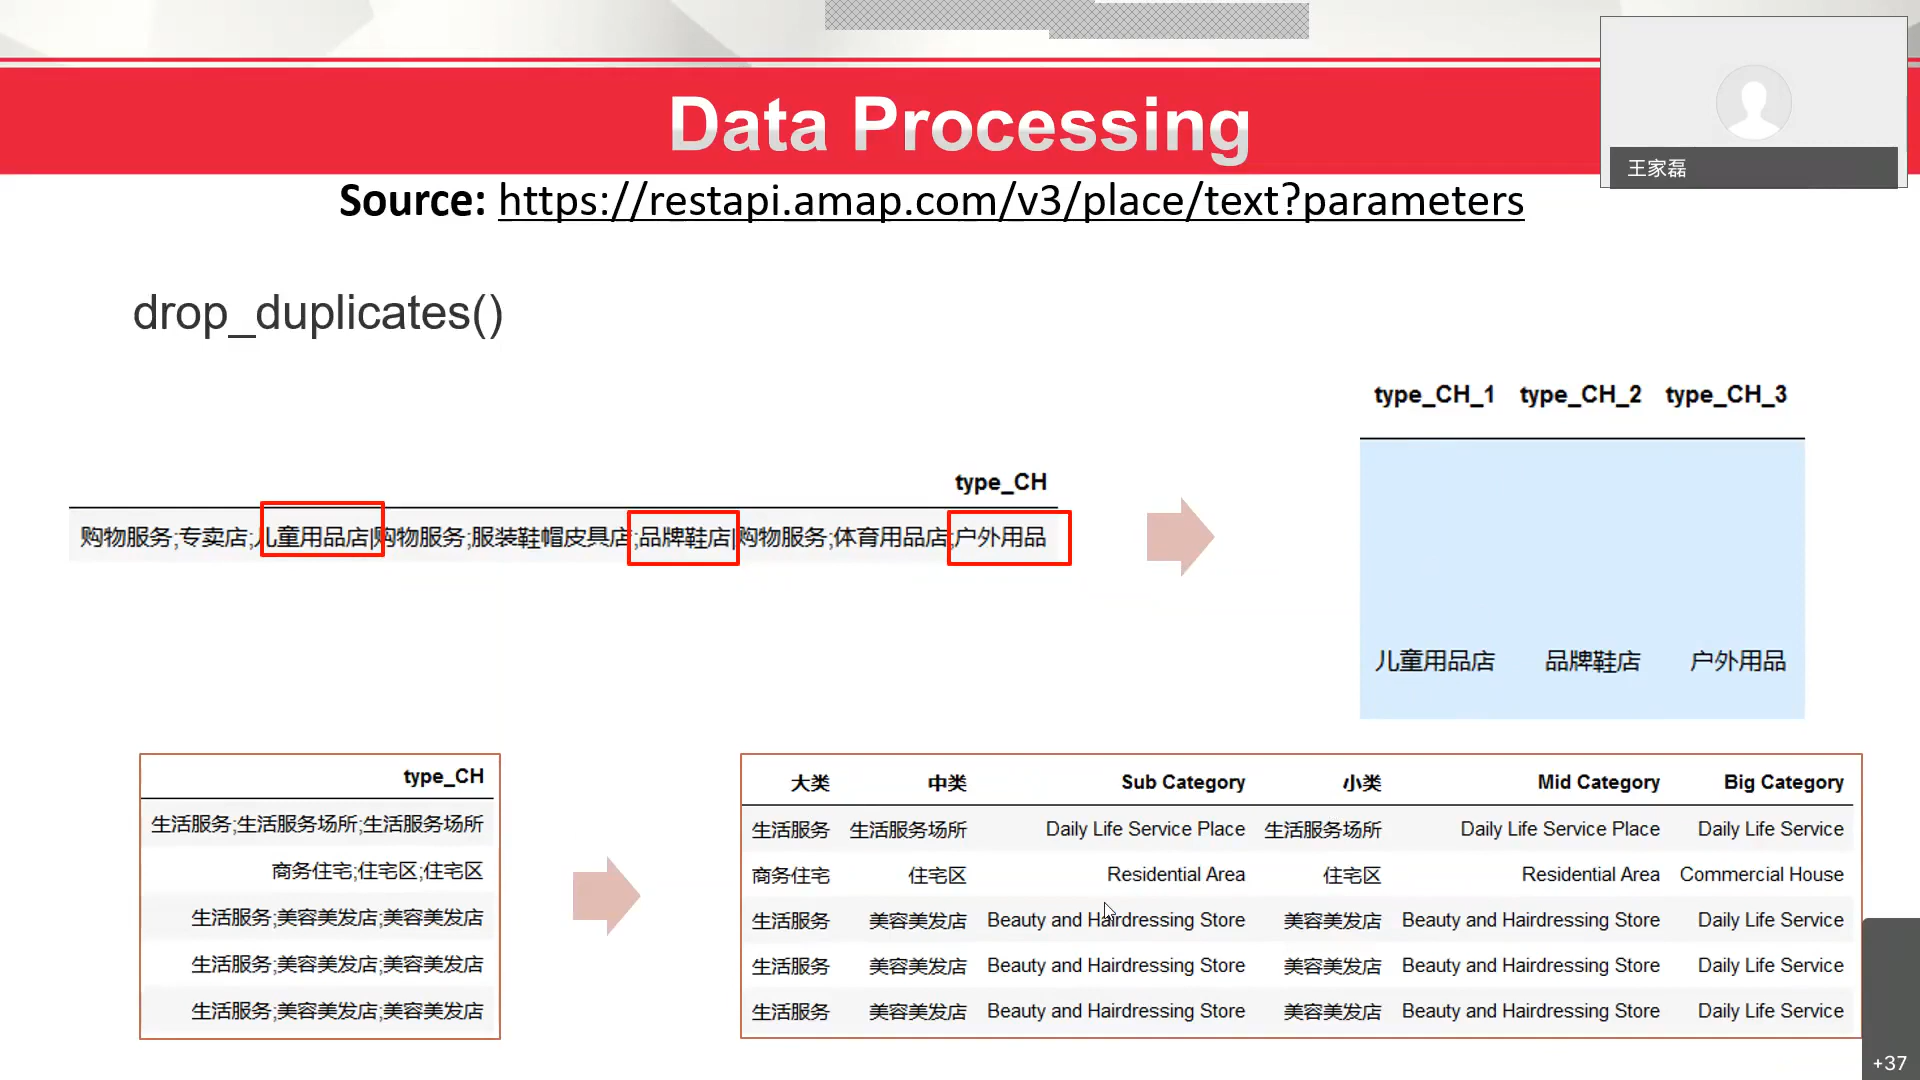 Data Processing
王家磊
Source: https://restapi.amap.com/v3/place/text?parameters
drop_duplicates()
type_CH
购物服务;专卖店;儿童用品店|购物服务;服装鞋帽皮具店;品牌鞋店|购物服务;体育用品店;户外用品
type_CH_1 type_CH_2 type_CH_3
儿童用品店 品牌鞋店 户外用品
type_CH
生活服务;生活服务场所;生活服务场所
商务住宅;住宅区;住宅区
生活服务;美容美发店;美容美发店
生活服务;美容美发店;美容美发店
生活服务;美容美发店;美容美发店
大类 中类 Sub Category 小类 Mid Category Big Category
生活服务 生活服务场所 Daily Life Service Place 生活服务场所 Daily Life Service Place Daily Life Service
商务住宅 住宅区 Residential Area 住宅区 Residential Area Commercial House
生活服务 美容美发店 Beauty and Hairdressing Store 美容美发店 Beauty and Hairdressing Store Daily Life Service
生活服务 美容美发店 Beauty and Hairdressing Store 美容美发店 Beauty and Hairdressing Store Daily Life Service
生活服务 美容美发店 Beauty and Hairdressing Store 美容美发店 Beauty and Hairdressing Store Daily Life Service
+37